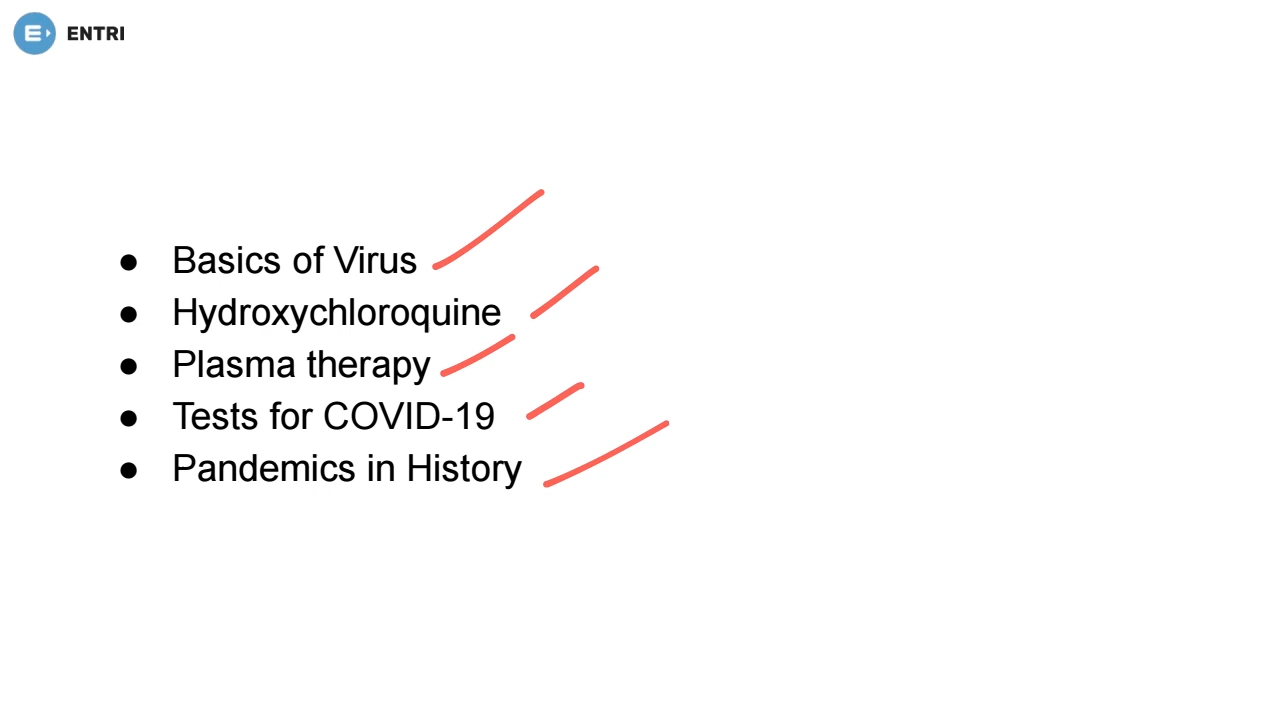 ENTRI
● Basics of Virus
● Hydroxychloroquine
● Plasma therapy
● Tests for COVID-19
● Pandemics in History